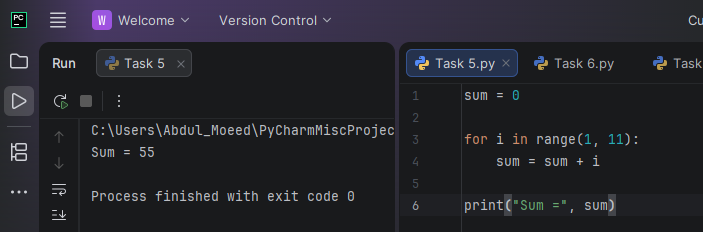 PC
W Welcome Version Control Cu
Run Task 5
C:\Users\Abdul_Moeed\PyCharmMiscProjec
Sum = 55
Process finished with exit code 0
Task 5.py Task 6.py Task
1 sum = 0
2
3 for i in range(1, 11):
4     sum = sum + i
5
6 print("Sum =", sum)